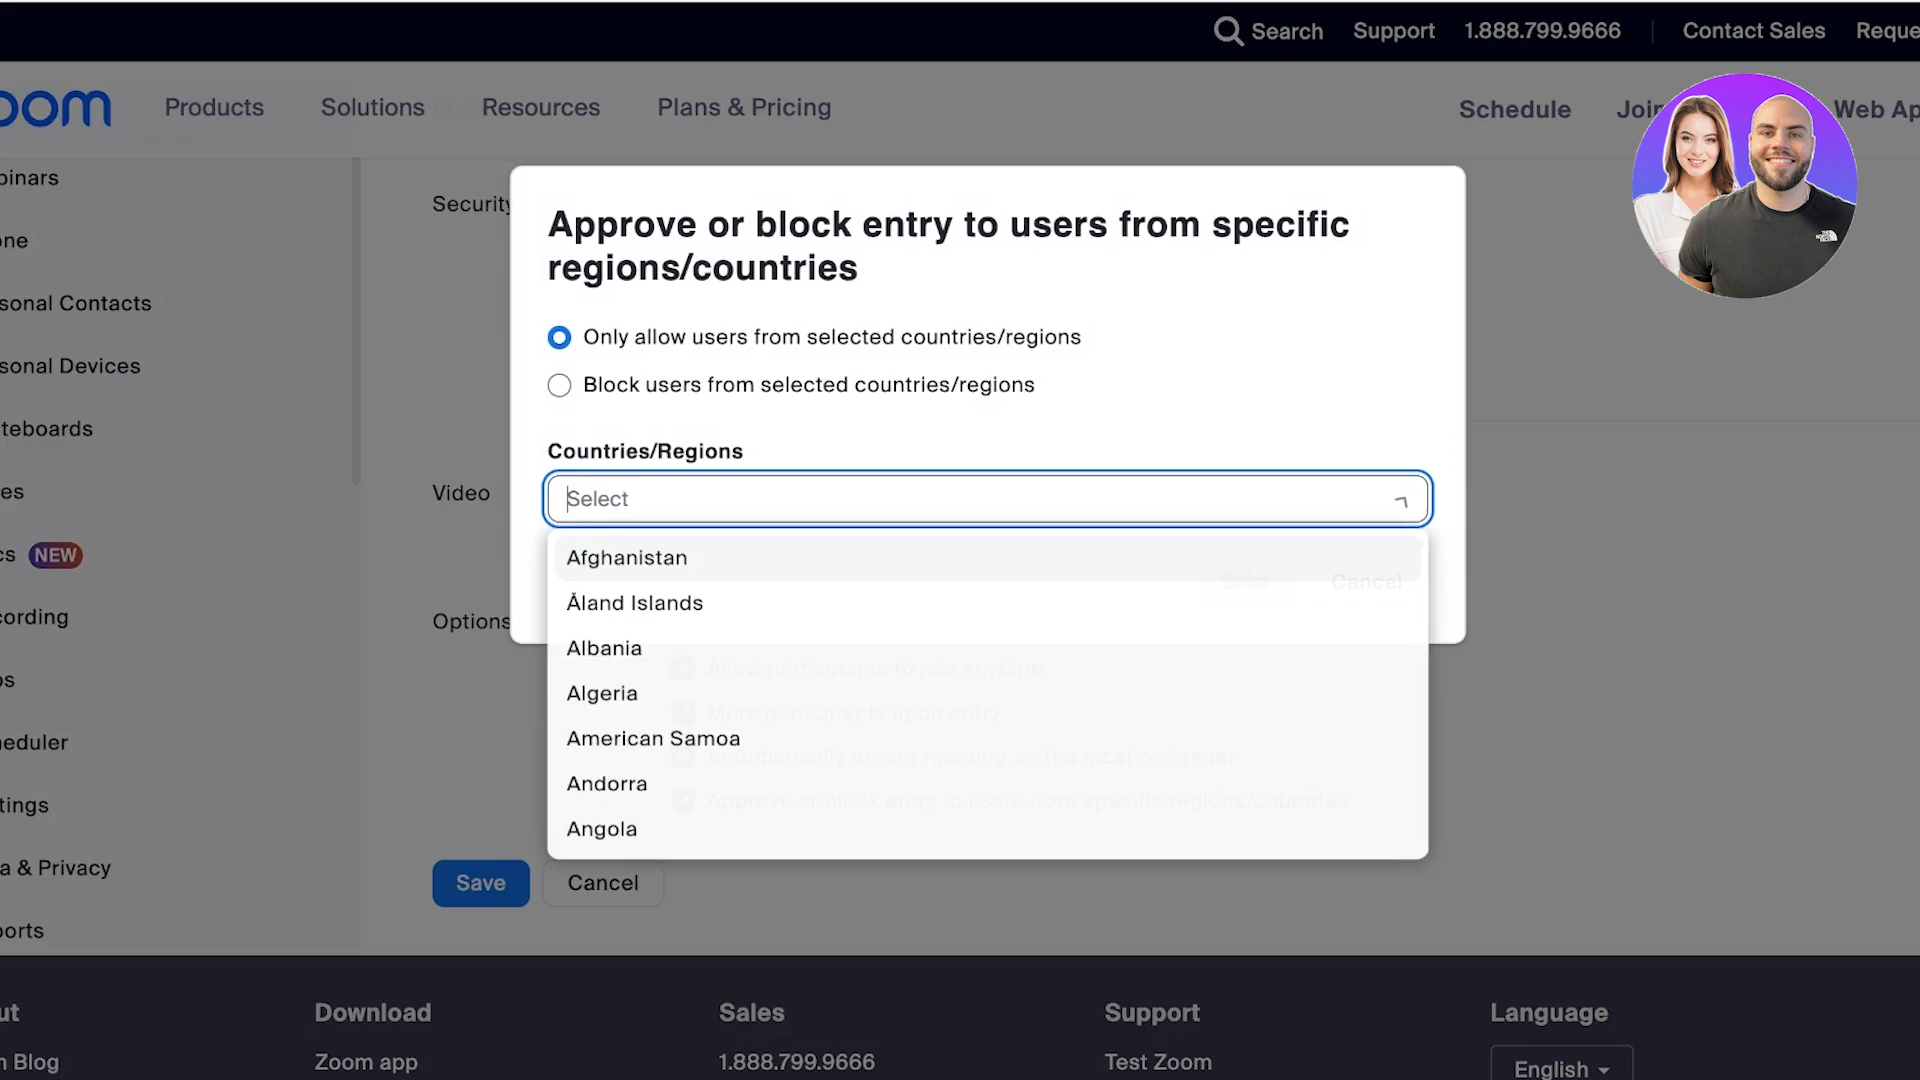 Search Support 1.888.799.9666 Contact Sales Reque
oom Products Solutions Resources Plans & Pricing Schedule Join Web Ap
binars
one
sonal Contacts
sonal Devices
teboards
es
cs NEW
cording
os
heduler
tings
a & Privacy
ports
Security
Video
Options
Approve or block entry to users from specific
regions/countries
Only allow users from selected countries/regions
Block users from selected countries/regions
Countries/Regions
Select
Save Cancel
Afghanistan
Åland Islands
Albania
Allow participants to join anytime
Algeria
Mute participants upon entry
American Samoa
Automatically record meeting on the local computer
Andorra
Approve or block entry to users from specific regions/countries
Angola
Save Cancel
ut
n Blog
Download
Zoom app
Sales
1.888.799.9666
Support
Test Zoom
Language
English